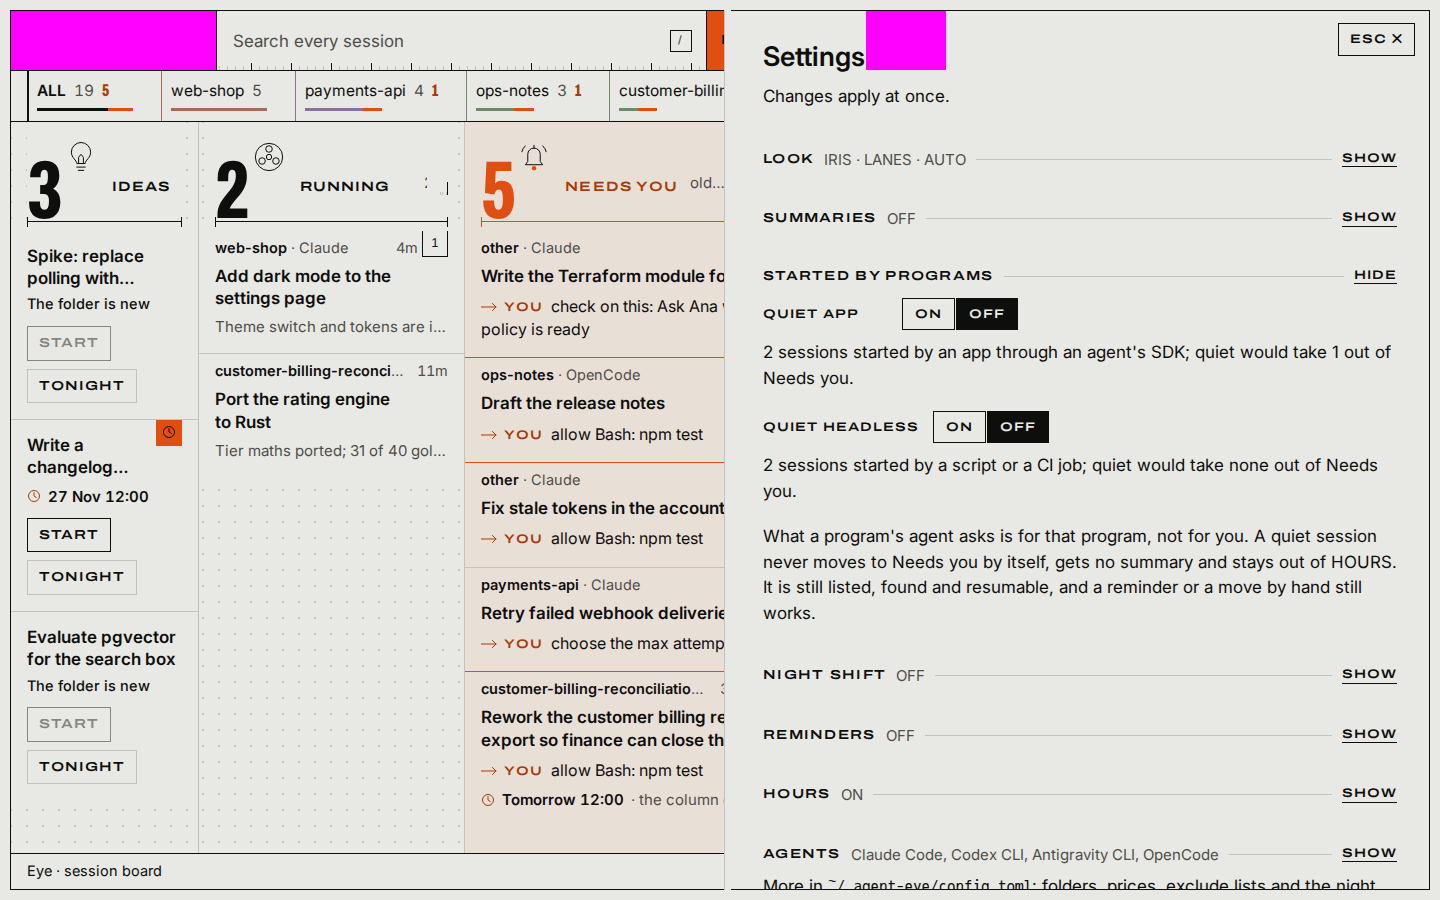 Search every session
/
ALL 19 5
web-shop 5
payments-api 4 1
ops-notes 3 1
3
IDEAS
Spike: replace
polling with…
The folder is new
START
TONIGHT
Write a
changelog…
27 Nov 12:00
START
TONIGHT
Evaluate pgvector
for the search box
The folder is new
START
TONIGHT
2
RUNNING
web-shop · Claude 4m 1
Add dark mode to the
settings page
Theme switch and tokens are i…
customer-billing-reconci… 11m
Port the rating engine
to Rust
Tier maths ported; 31 of 40 gol…
5
NEEDS YOU old…
other · Claude
Write the Terraform module
→ YOU check on this: Ask Ana
policy is ready
ops-notes · OpenCode
Draft the release notes
→ YOU allow Bash: npm test
other · Claude
Fix stale tokens in the account
→ YOU allow Bash: npm test
payments-api · Claude
Retry failed webhook
→ YOU choose the max
customer-billing-reconciliatio…
Rework the customer billing
export so finance can close
→ YOU allow Bash: npm test
Tomorrow 12:00 · the column
Eye · session board
Settings
ESC ✕
Changes apply at once.
LOOK IRIS · LANES · AUTO SHOW
SUMMARIES OFF SHOW
STARTED BY PROGRAMS HIDE
QUIET APP ON OFF
2 sessions started by an app through an agent's SDK; quiet would take 1 out of
Needs you.
QUIET HEADLESS ON OFF
2 sessions started by a script or a CI job; quiet would take none out of Needs
you.
What a program's agent asks is for that program, not for you. A quiet session
never moves to Needs you by itself, gets no summary and stays out of HOURS.
It is still listed, found and resumable, and a reminder or a move by hand still
works.
NIGHT SHIFT OFF SHOW
REMINDERS OFF SHOW
HOURS ON SHOW
AGENTS Claude Code, Codex CLI, Antigravity CLI, OpenCode SHOW
More in ~/.agent-eye/config.toml: folders, prices, exclude lists and the night